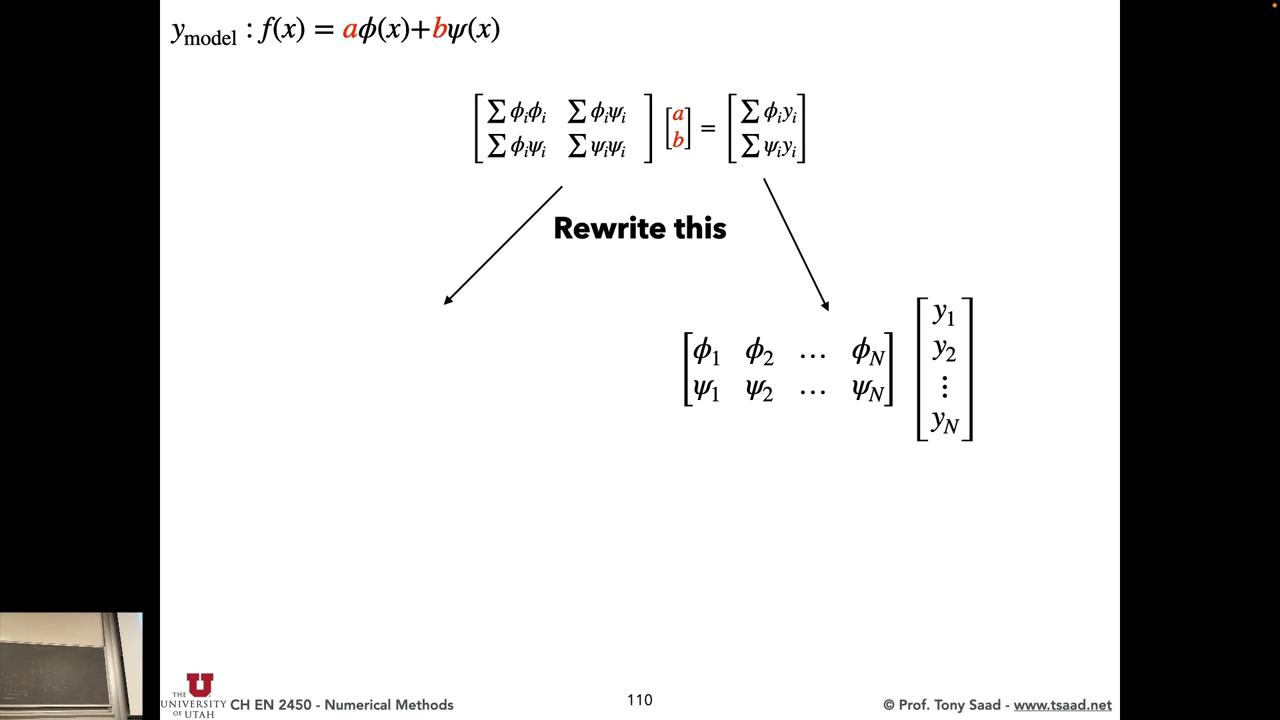 y_model : f(x) = aϕ(x)+bψ(x)
[∑ϕᵢϕᵢ ∑ϕᵢψᵢ] [a] = [∑ϕᵢyᵢ]
[∑ϕᵢψᵢ ∑ψᵢψᵢ] [b] [∑ψᵢyᵢ]
Rewrite this
[ϕ₁ ϕ₂ … ϕ_N]
[ψ₁ ψ₂ … ψ_N]
[y₁
y₂
⋮
y_N]
THE
U
UNIVERSITY
OF UTAH
CH EN 2450 - Numerical Methods
110
© Prof. Tony Saad - www.tsaad.net